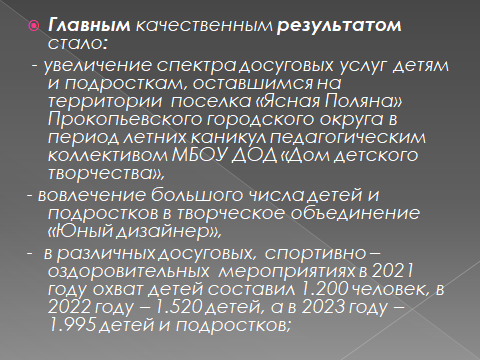 Главным качественным результатом
стало:
- увеличение спектра досуговых услуг детям
и подросткам, оставшимся на
территории поселка «Ясная Поляна»
Прокопьевского городского округа в
период летних каникул педагогическим
коллективом МБОУ ДОД «Дом детского
творчества»,
- вовлечение большого числа детей и
подростков в творческое объединение
«Юный дизайнер»,
- в различных досуговых, спортивно –
оздоровительных мероприятиях в 2021
году охват детей составил 1.200 человек, в
2022 году – 1.520 детей, а в 2023 году –
1.995 детей и подростков;